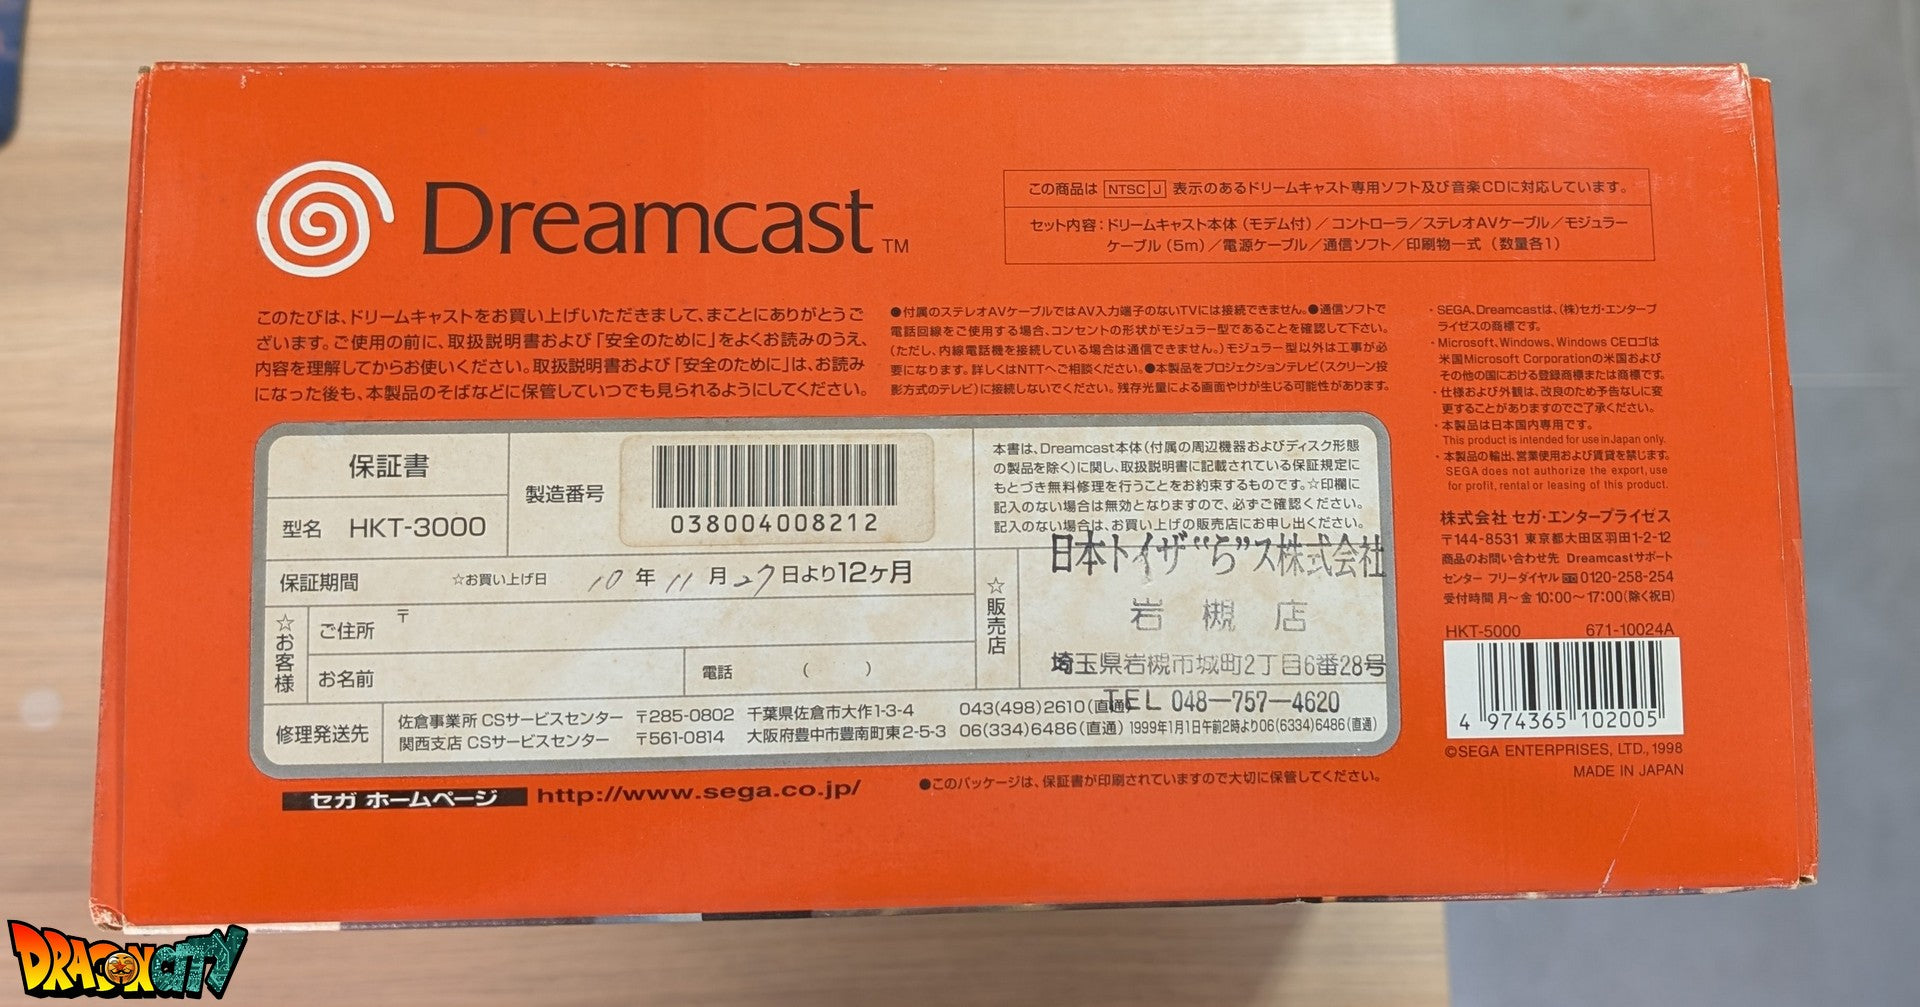 Dreamcast™
この商品は NTSC J 表示のあるドリームキャスト専用ソフト及び音楽CDに対応しています。
セット内容：ドリームキャスト本体（モデム付）／コントローラ／ステレオAVケーブル／モジュラー
ケーブル（5m）／電源ケーブル／通信ソフト／印刷物一式（数量各1）
このたびは、ドリームキャストをお買い上げいただきまして、まことにありがとうご
ざいます。ご使用の前に、取扱説明書および「安全のために」をよくお読みのうえ、
内容を理解してからお使いください。取扱説明書および「安全のために」は、お読み
になった後も、本製品のそばなどに保管していつでも見られるようにしてください。
●付属のステレオAVケーブルではAV入力端子のないTVには接続できません。●通信ソフトで
電話回線をご使用する場合、コンセントの形状がモジュラー型であることを確認して下さい。
（ただし、内線電話機を接続している場合は通信できません。）モジュラー型以外は工事が必
要になります。詳しくはNTTへご相談ください。●本製品をプロジェクションテレビ（スクリーン投
影方式のテレビ）に接続しないでください。残存光量による画面やけが生じる可能性があります。
・SEGA、Dreamcastは、(株)セガ・エンタープ
ライゼスの商標です。
・Microsoft、Windows、Windows CEロゴは
米国Microsoft Corporationの米国および
その他の国における登録商標または商標です。
・仕様および外観は、改良のため予告なしに変
更することがありますのでご了承ください。
・本製品は日本国内専用です。
This product is intended for use in Japan only.
・本製品の輸出、営業使用および賃貸を禁じます。
SEGA does not authorize the export, use
for profit, rental or leasing of this product.
株式会社 セガ・エンタープライゼス
〒144-8531 東京都大田区羽田1-2-12
商品のお問い合わせ先 Dreamcastサポート
センター フリーダイヤル 0120-258-254
受付時間 月～金 10:00～17:00(除く祝日)
HKT-5000 671-10024A
4 974365 102005
©SEGA ENTERPRISES, LTD., 1998
MADE IN JAPAN
保証書
型名 HKT-3000
製造番号
038004008212
本書は、Dreamcast本体（付属の周辺機器およびディスク形態
の製品を除く）に関し、取扱説明書に記載されている保証規定に
もとづき無料修理を行うことをお約束するものです。☆印欄に
記入のない場合は無効となりますので、必ずご確認ください。
記入のない場合は、お買い上げの販売店にお申し出ください。
保証期間 ☆お買い上げ日 10 年 11 月 27 日より12ヶ月
☆お客様
ご住所 〒
お名前
電話 （ ）
☆販売店
日本トイザ“ら”ス株式会社
岩槻店
埼玉県岩槻市城町2丁目6番28号
TEL 048―757―4620
修理発送先
佐倉事業所 CSサービスセンター 〒285-0802 千葉県佐倉市大作1-3-4 043(498)2610(直通)
関西支店 CSサービスセンター 〒561-0814 大阪府豊中市豊南町東2-5-3 06(334)6486(直通) 1999年1月1日午前2時より06(6334)6486(直通)
セガ ホームページ http://www.sega.co.jp/
●このパッケージは、保証書が印刷されていますので大切に保管してください。
DRAGON CITY